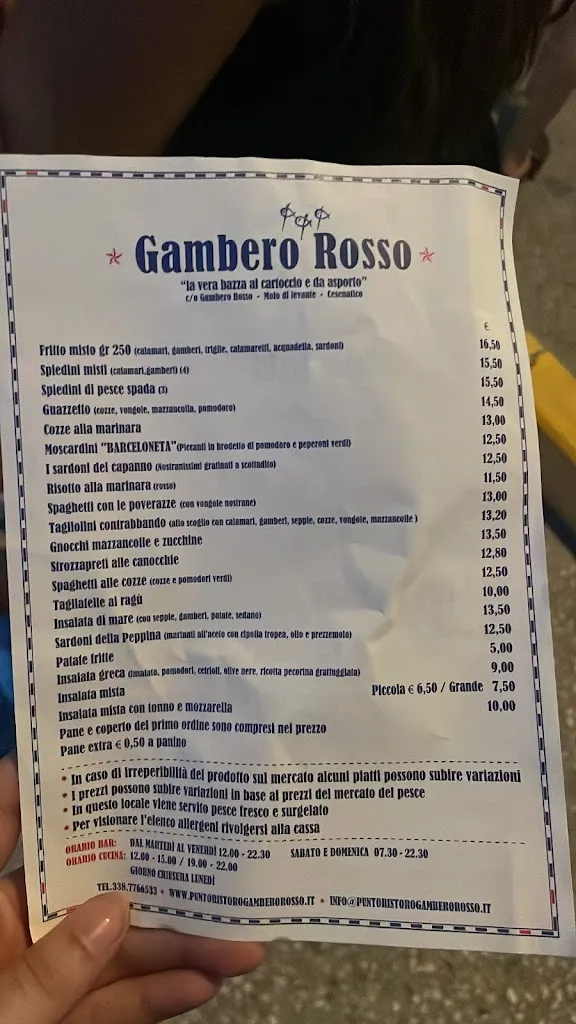 Gambero Rosso
"la vera bazza al cartoccio e da asporto"
c/o Gambero Rosso - Molo di levante - Cesenatico
€
Fritto misto gr 250 (calamari, gamberi, triglie, calamaretti, acquadella, sardoni) 16,50
Spiedini misti (calamari,gamberi) (4) 15,50
Spiedini di pesce spada (3) 15,50
Guazzetto (cozze, vongole, mazzancolla, pomodoro) 14,50
Cozze alla marinara 13,00
Moscardini "BARCELONETA"(Piccanti in brodetto di pomodoro e peperoni verdi) 12,50
I sardoni del capanno (Nostranissimi gratinati a scottadito) 12,50
Risotto alla marinara (rosso) 11,50
Spaghetti con le poverazze (con vongole nostrane) 13,00
Tagliolini contrabbando (allo scoglio con calamari, gamberi, seppie, cozze, vongole, mazzancolle ) 13,20
Gnocchi mazzancolle e zucchine 13,50
Strozzapreti alle canocchie 12,80
Spaghetti alle cozze (cozze e pomodori verdi) 12,50
Tagliatelle al ragù 10,00
Insalata di mare (con seppie, gamberi, patate, sedano) 13,50
Sardoni della Peppina (marinati all'aceto con cipolla tropea, olio e prezzemolo) 12,50
Patate fritte 5,00
Insalata greca (insalata, pomodori, cetrioli, olive nere, ricotta pecorina grattuggiata) 9,00
Insalata mista Piccola € 6,50 / Grande 7,50
Insalata mista con tonno e mozzarella 10,00
Pane e coperto del primo ordine sono compresi nel prezzo
Pane extra € 0,50 a panino
* In caso di irreperibilità del prodotto sul mercato alcuni piatti possono subire variazioni
* I prezzi possono subire variazioni in base ai prezzi del mercato del pesce
* In questo locale viene servito pesce fresco e surgelato
* Per visionare l'elenco allergeni rivolgersi alla cassa
ORARIO BAR: DAL MARTEDÌ AL VENERDÌ 12.00 - 22.30 SABATO E DOMENICA 07.30 - 22.30
ORARIO CUCINA: 12.00 - 15.00 / 19.00 - 22.00
GIORNO CHIUSURA LUNEDÌ
TEL.338.7766533 * WWW.PUNTORISTOROGAMBEROROSSO.IT * INFO@PUNTORISTOROGAMBEROROSSO.IT